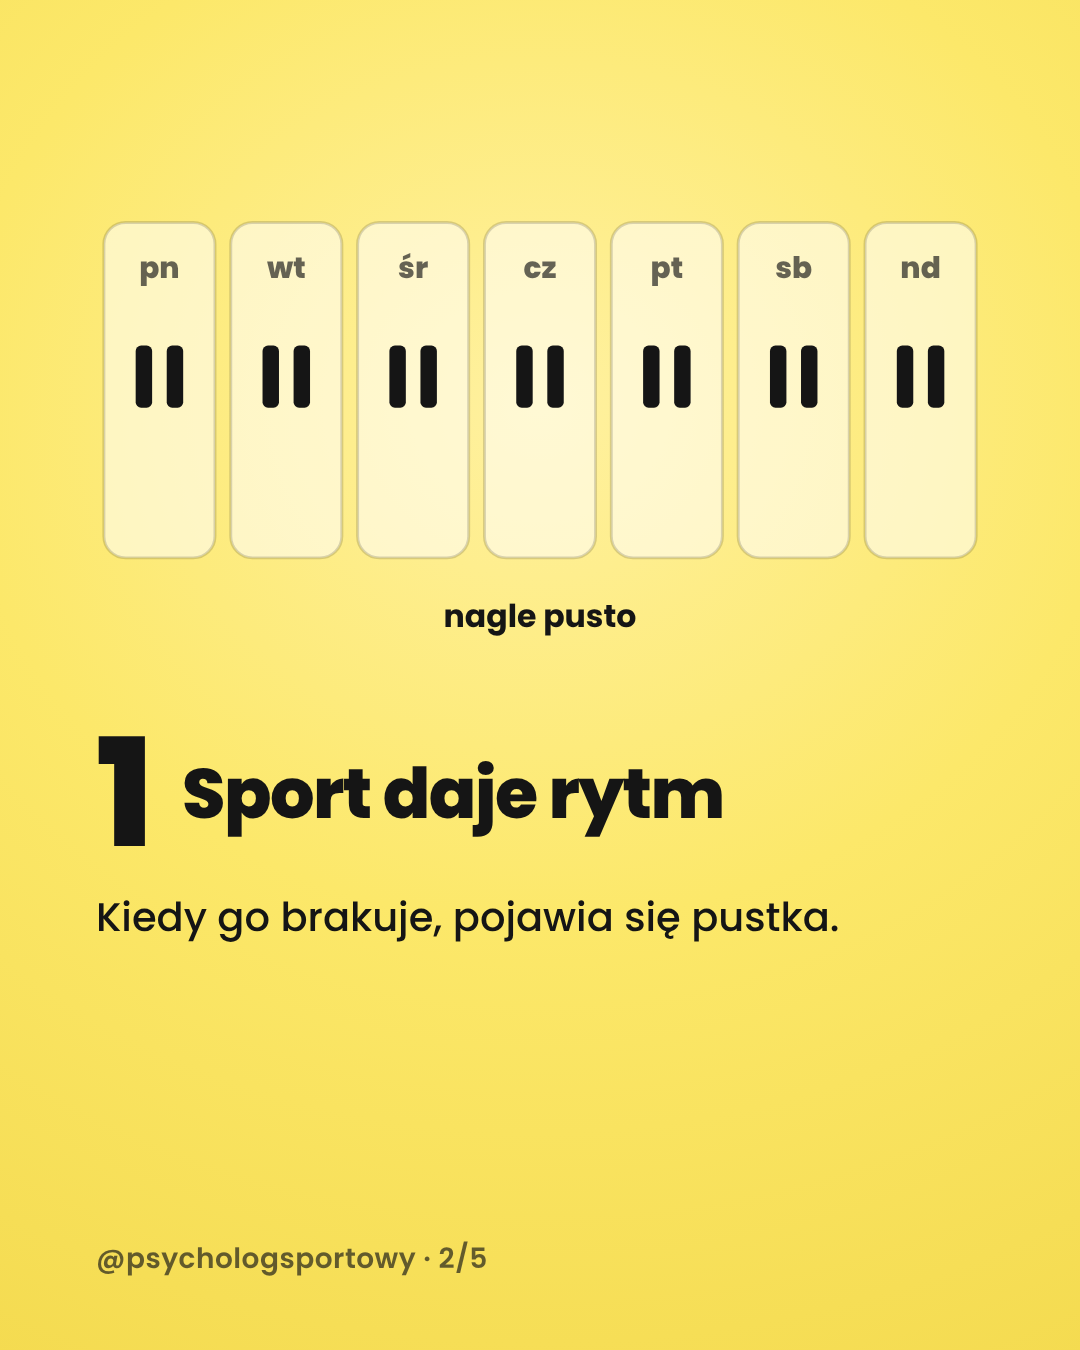 pn wt śr cz pt sb nd
nagle pusto
1 Sport daje rytm
Kiedy go brakuje, pojawia się pustka.
@psychologsportowy · 2/5